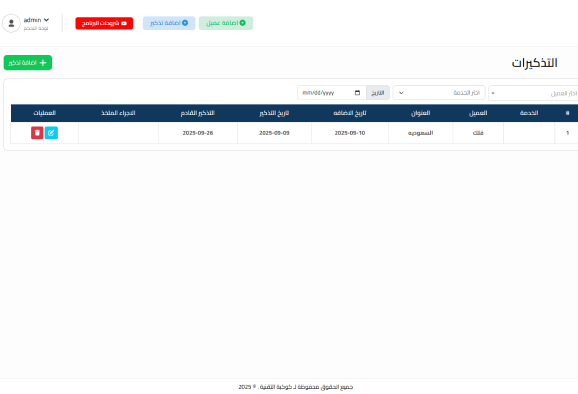 اضافة عميل
اضافة تذكير
شروحات البرنامج
admin
لوحة التحكم
التذكيرات
اضافة تذكير
اختر العميل
اختر الخدمة
التاريخ
mm/dd/yyyy
# الخدمة العميل العنوان تاريخ الاضافه تاريخ التذكير التذكير القادم الاجراء المتخذ العمليات
1 فلك السعوديه 2025-09-10 2025-09-09 2025-09-26
جميع الحقوق محفوظة لـ كوكبة التقنية . © 2025